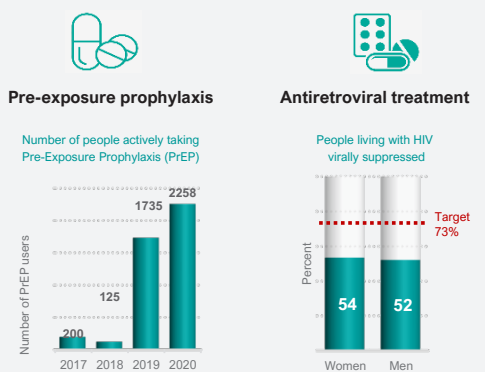 Pre-exposure prophylaxis
Number of people actively taking
Pre-Exposure Prophylaxis (PrEP)
Number of PrEP users
2258
1735
125
200
2017 2018 2019 2020
Antiretroviral treatment
People living with HIV
virally suppressed
Percent
Target
73%
54 52
Women Men